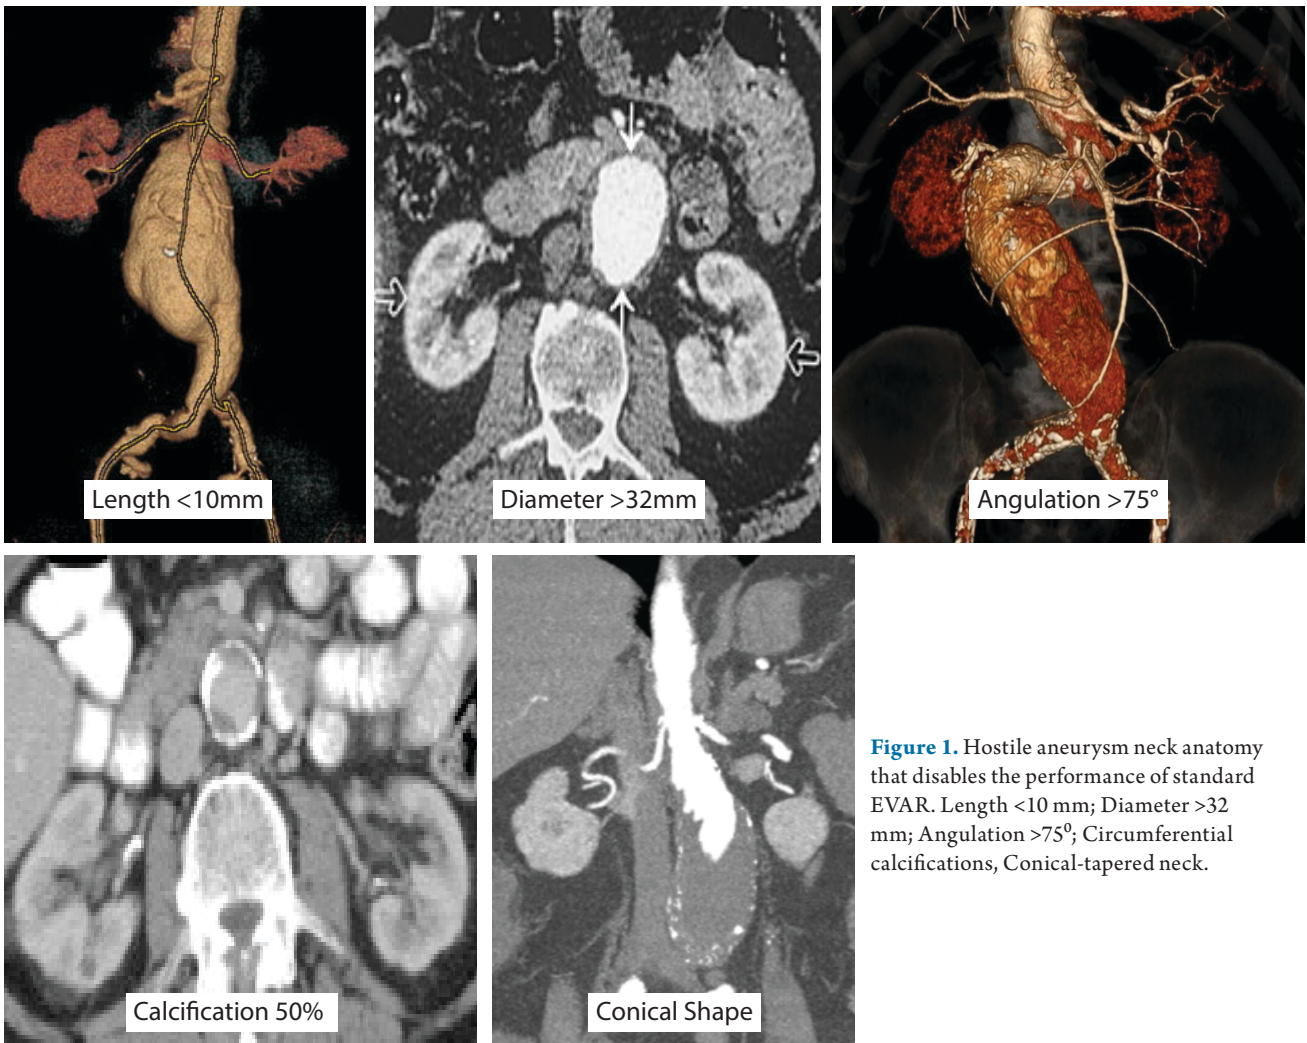 Length <10mm
Diameter >32mm
Angulation >75°
Calcification 50%
Conical Shape
Figure 1. Hostile aneurysm neck anatomy
that disables the performance of standard
EVAR. Length <10 mm; Diameter >32
mm; Angulation >75⁰; Circumferential
calcifications, Conical-tapered neck.